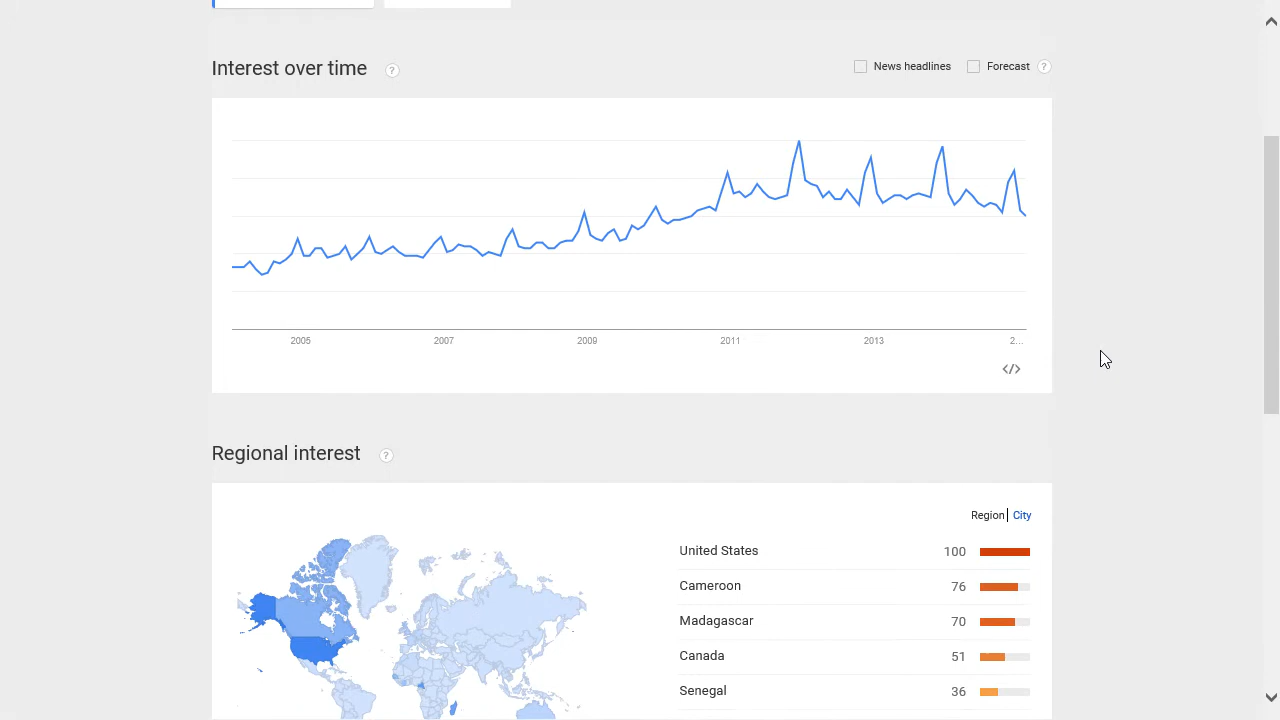 Interest over time ?
News headlines Forecast ?
2005 2007 2009 2011 2013 2...
</>
Regional interest ?
Region City
United States 100
Cameroon 76
Madagascar 70
Canada 51
Senegal 36